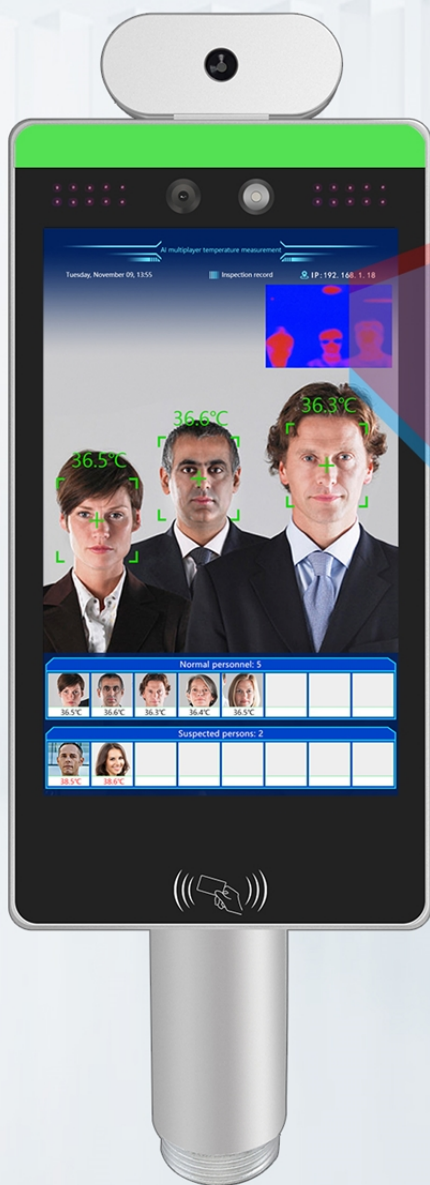 AI multiplayer temperature measurement
Tuesday, November 09, 13:55
Inspection record
IP:192. 168. 1. 18
36.5℃
36.6℃
36.3℃
Normal personnel: 5
36.5℃
36.6℃
36.3℃
36.4℃
36.5℃
Suspected persons: 2
38.5℃
38.6℃